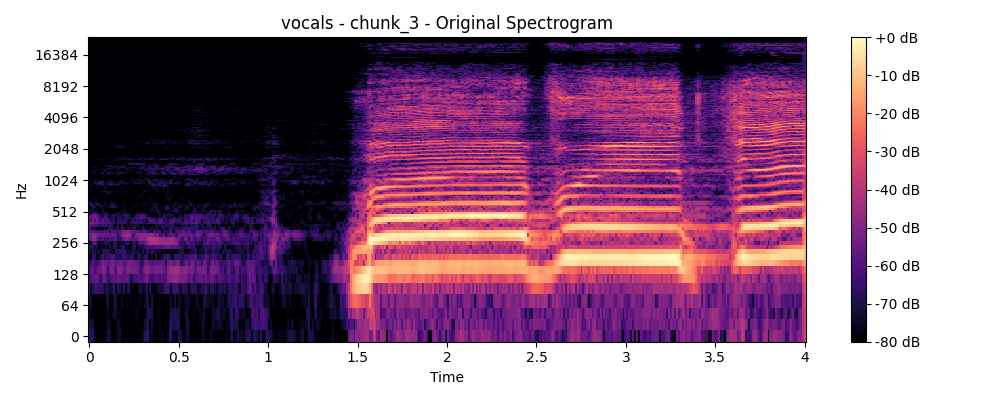 vocals - chunk_3 - Original Spectrogram
Hz
16384
8192
4096
2048
1024
512
256
128
64
0
0 0.5 1 1.5 2 2.5 3 3.5 4
Time
+0 dB
-10 dB
-20 dB
-30 dB
-40 dB
-50 dB
-60 dB
-70 dB
-80 dB